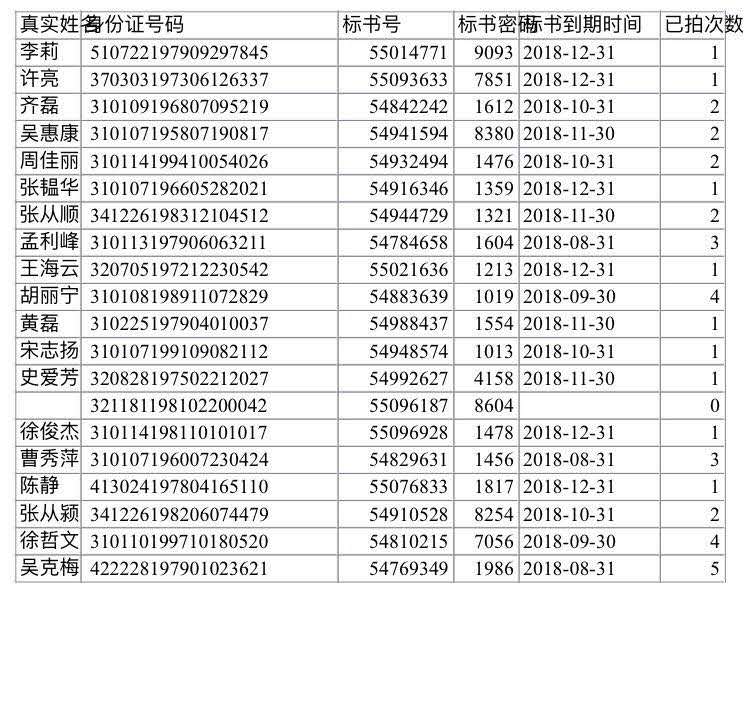 真实姓名 身份证号码 标书号 标书密码 标书到期时间 已拍次数
李莉 510722197909297845 55014771 9093 2018-12-31 1
许亮 370303197306126337 55093633 7851 2018-12-31 1
齐磊 310109196807095219 54842242 1612 2018-10-31 2
吴惠康 310107195807190817 54941594 8380 2018-11-30 2
周佳丽 310114199410054026 54932494 1476 2018-10-31 2
张韫华 310107196605282021 54916346 1359 2018-12-31 1
张从顺 341226198312104512 54944729 1321 2018-11-30 2
孟利峰 310113197906063211 54784658 1604 2018-08-31 3
王海云 320705197212230542 55021636 1213 2018-12-31 1
胡丽宁 310108198911072829 54883639 1019 2018-09-30 4
黄磊 310225197904010037 54988437 1554 2018-11-30 1
宋志扬 310107199109082112 54948574 1013 2018-10-31 1
史爱芳 320828197502212027 54992627 4158 2018-11-30 1
321181198102200042 55096187 8604 0
徐俊杰 310114198110101017 55096928 1478 2018-12-31 1
曹秀萍 310107196007230424 54829631 1456 2018-08-31 3
陈静 413024197804165110 55076833 1817 2018-12-31 1
张从颍 341226198206074479 54910528 8254 2018-10-31 2
徐哲文 310110199710180520 54810215 7056 2018-09-30 4
吴克梅 422228197901023621 54769349 1986 2018-08-31 5